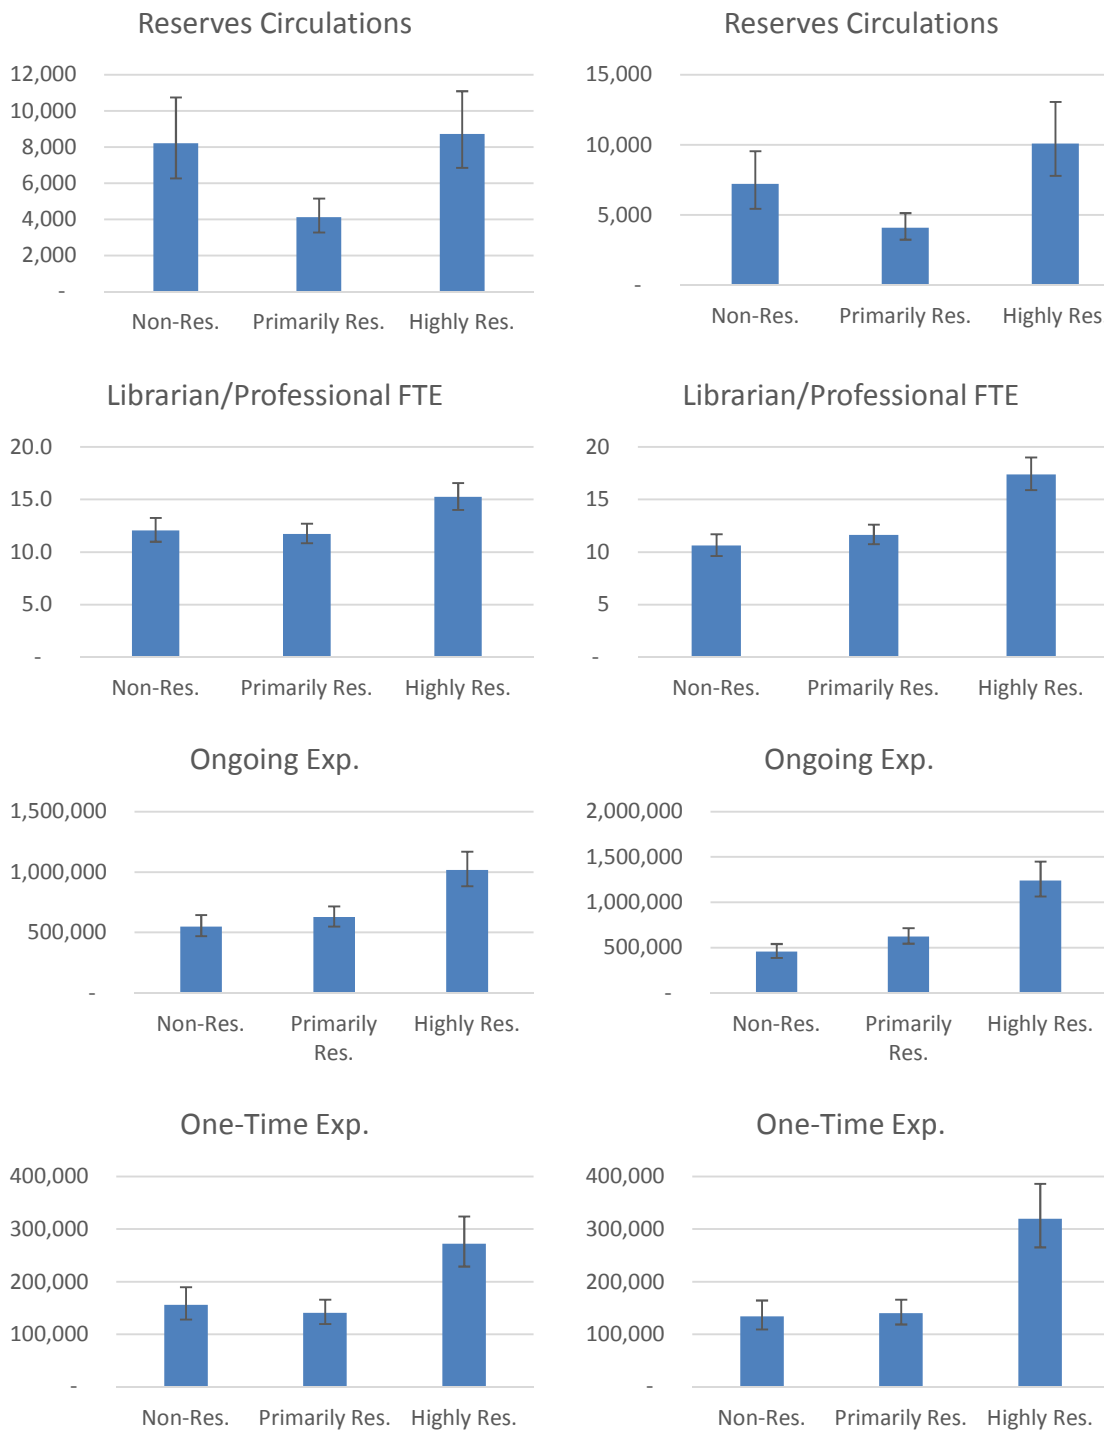 Reserves Circulations
12,000
10,000
8,000
6,000
4,000
2,000
-
Non-Res. Primarily Res. Highly Res.
Reserves Circulations
15,000
10,000
5,000
-
Non-Res. Primarily Res. Highly Res
Librarian/Professional FTE
20.0
15.0
10.0
5.0
-
Non-Res. Primarily Res. Highly Res.
Librarian/Professional FTE
20
15
10
5
-
Non-Res. Primarily Res. Highly Res.
Ongoing Exp.
1,500,000
1,000,000
500,000
-
Non-Res. Primarily Highly Res.
Res.
Ongoing Exp.
2,000,000
1,500,000
1,000,000
500,000
-
Non-Res. Primarily Highly Res.
Res.
One-Time Exp.
400,000
300,000
200,000
100,000
-
Non-Res. Primarily Res. Highly Res.
One-Time Exp.
400,000
300,000
200,000
100,000
-
Non-Res. Primarily Res. Highly Res.